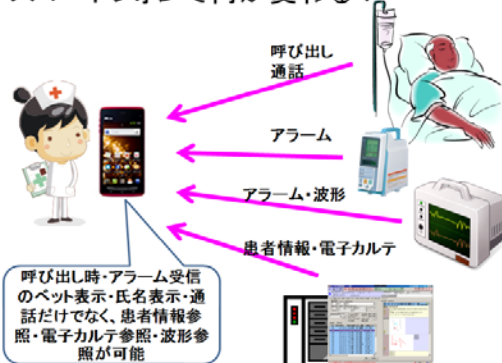 呼び出し
通話
アラーム
アラーム・波形
患者情報・電子カルテ
呼び出し時・アラーム受信
のベット表示・氏名表示・通
話だけでなく、患者情報参
照・電子カルテ参照・波形参
照が可能